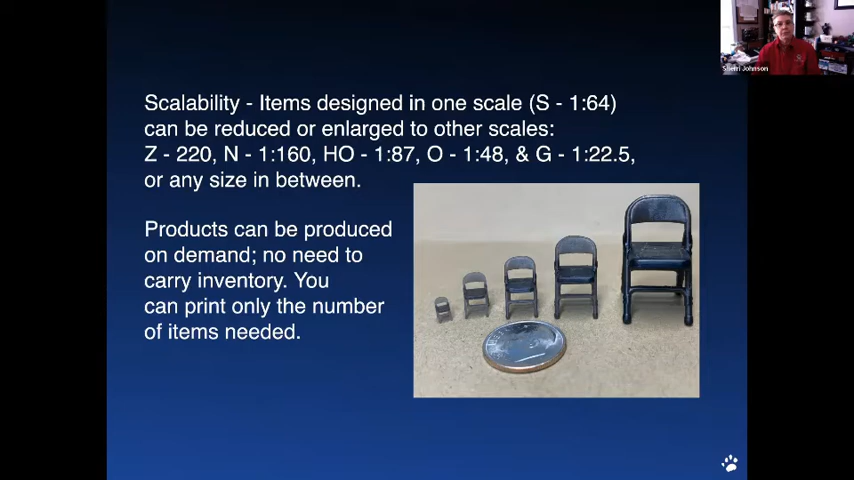 Scalability - Items designed in one scale (S - 1:64)
can be reduced or enlarged to other scales:
Z - 220, N - 1:160, HO - 1:87, O - 1:48, & G - 1:22.5,
or any size in between.
Products can be produced
on demand; no need to
carry inventory. You
can print only the number
of items needed.
Sherri Johnson